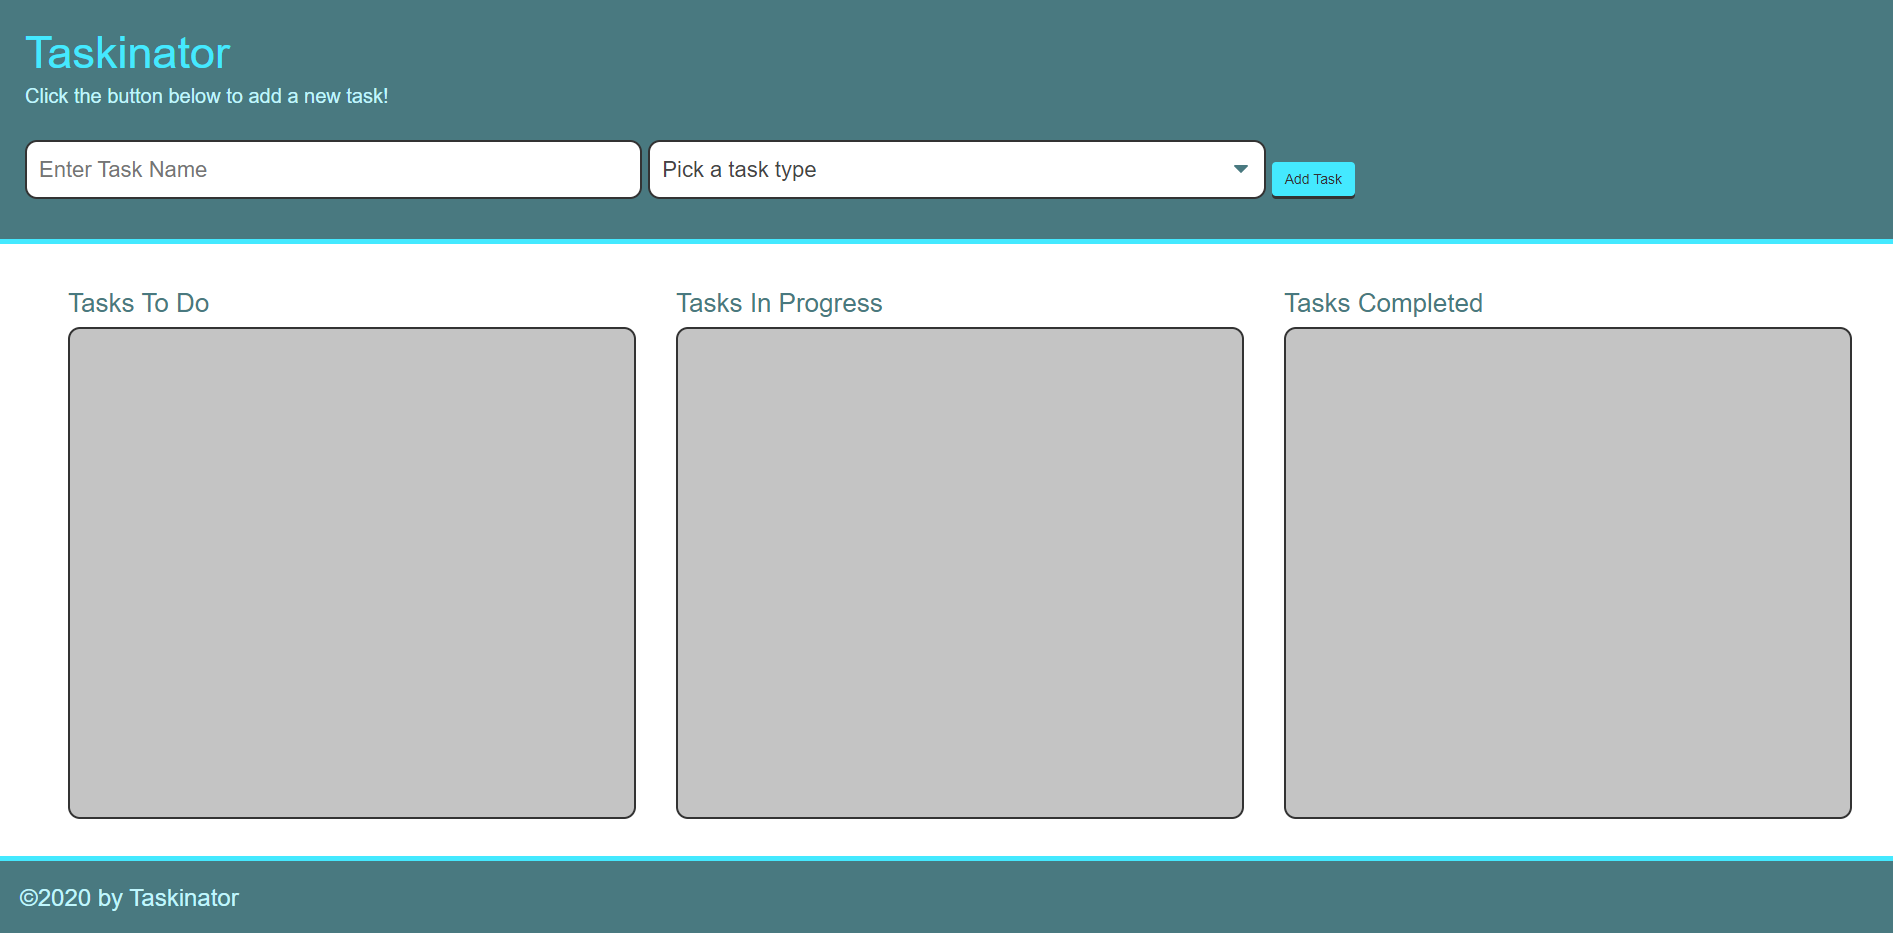 Taskinator
Click the button below to add a new task!
Enter Task Name
Pick a task type
Add Task
Tasks To Do
Tasks In Progress
Tasks Completed
©2020 by Taskinator